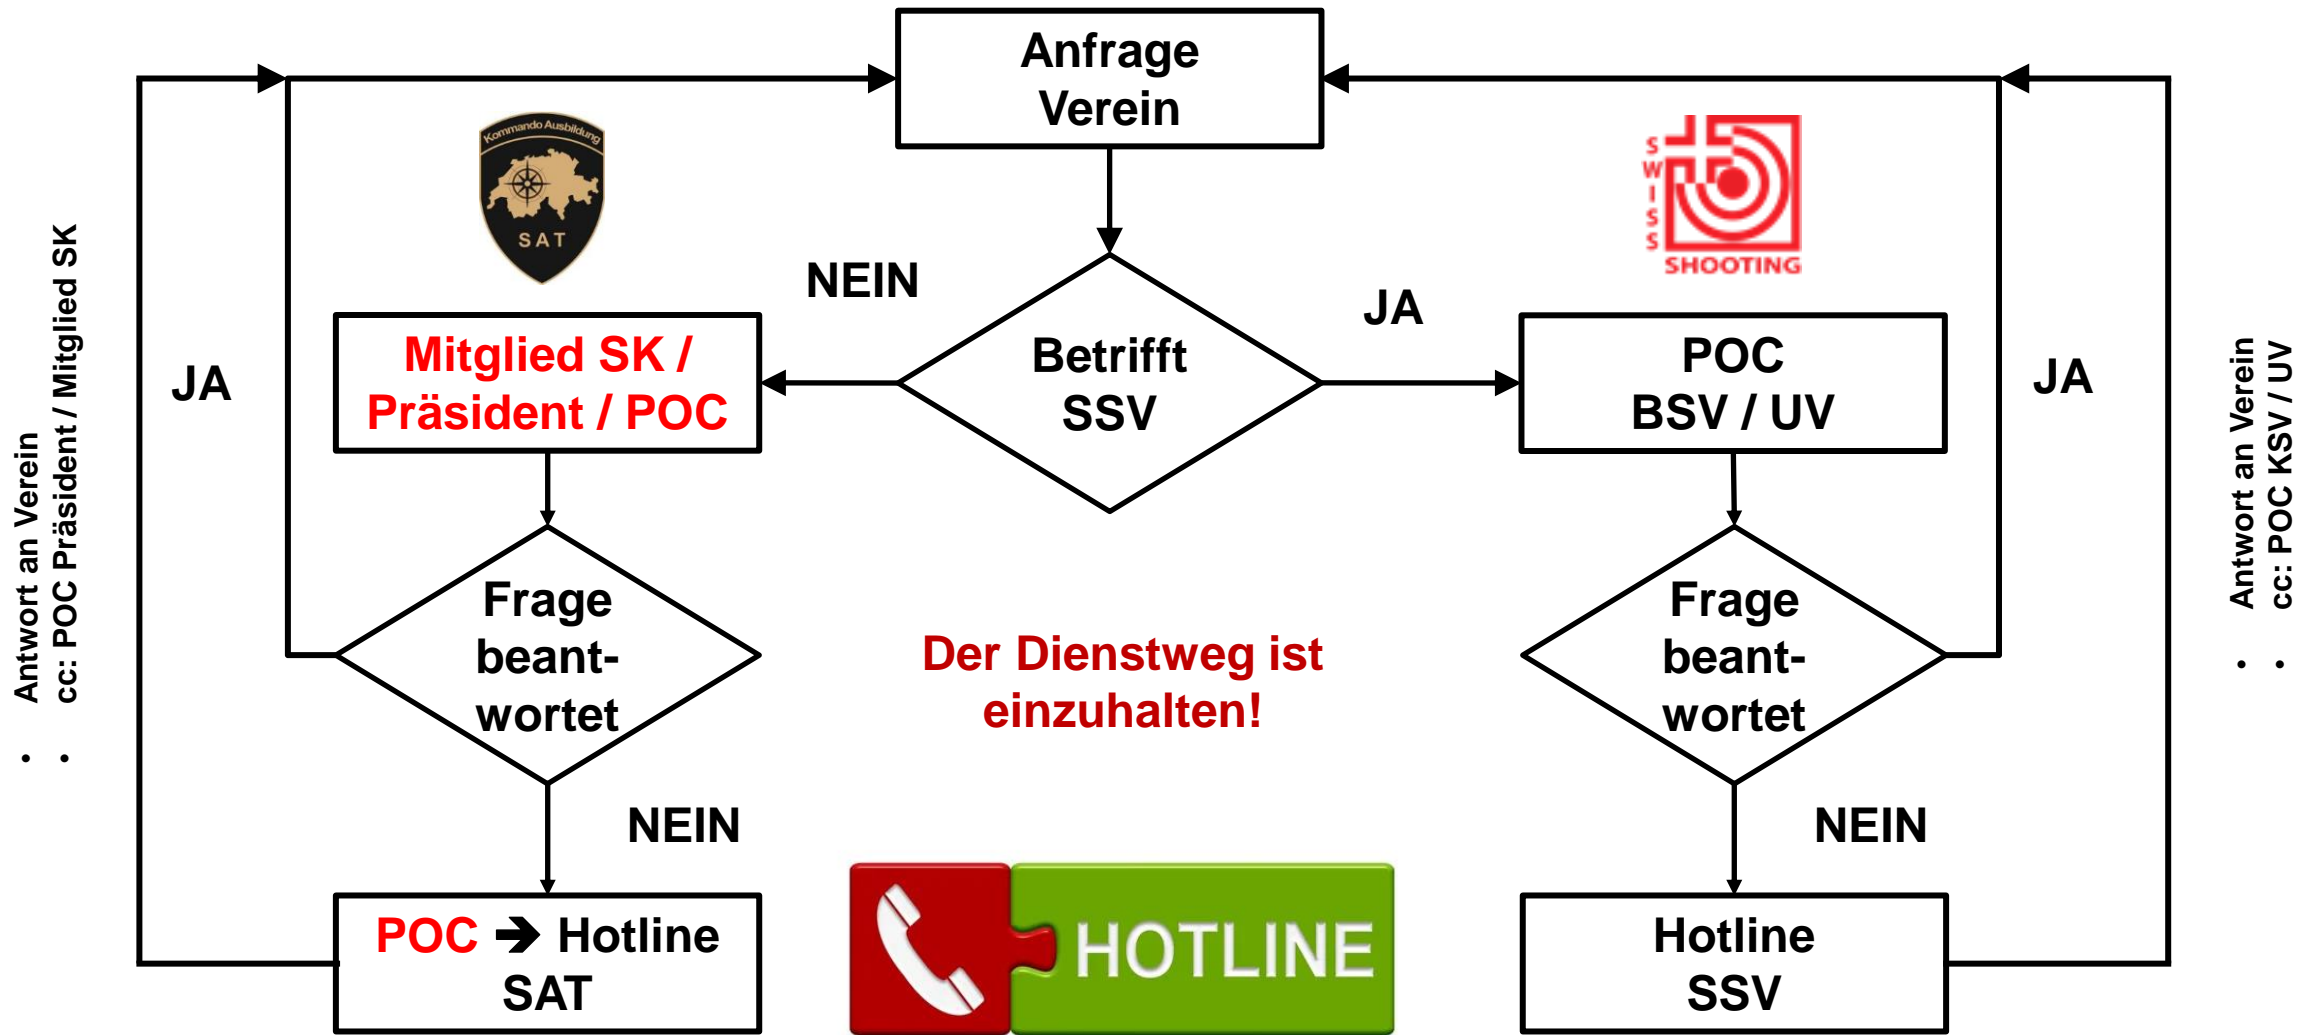 Anfrage
Verein
Kommando Ausbildung
SAT
SWISS
SHOOTING
NEIN
JA
Betrifft
SSV
Mitglied SK /
Präsident / POC
POC
BSV / UV
JA
JA
• Antwort an Verein
• cc: POC Präsident / Mitglied SK
• Antwort an Verein
• cc: POC KSV / UV
Frage
beant-
wortet
Der Dienstweg ist
einzuhalten!
Frage
beant-
wortet
NEIN
NEIN
POC ➔ Hotline
SAT
HOTLINE
Hotline
SSV